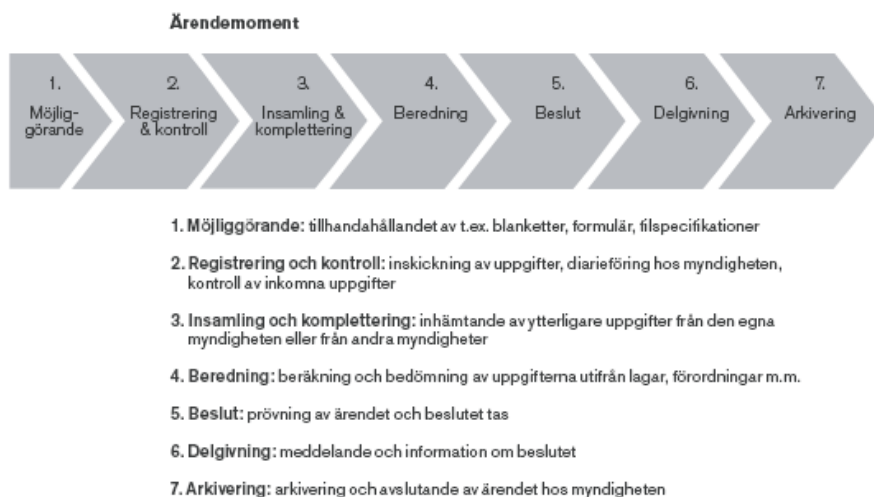 Ärendemoment
1.
Möjlig-
görande
2.
Registrering
& kontroll
3.
Insamling &
komplettering
4.
Beredning
5.
Beslut
6.
Delgivning
7.
Arkivering
1. Möjliggörande: tillhandahållandet av t.ex. blanketter, formulär, filspecifikationer
2. Registrering och kontroll: inskickning av uppgifter, diarieföring hos myndigheten,
kontroll av inkomna uppgifter
3. Insamling och komplettering: inhämtande av ytterligare uppgifter från den egna
myndigheten eller från andra myndigheter
4. Beredning: beräkning och bedömning av uppgifterna utifrån lagar, förordningar m.m.
5. Beslut: prövning av ärendet och beslutet tas
6. Delgivning: meddelande och information om beslutet
7. Arkivering: arkivering och avslutande av ärendet hos myndigheten